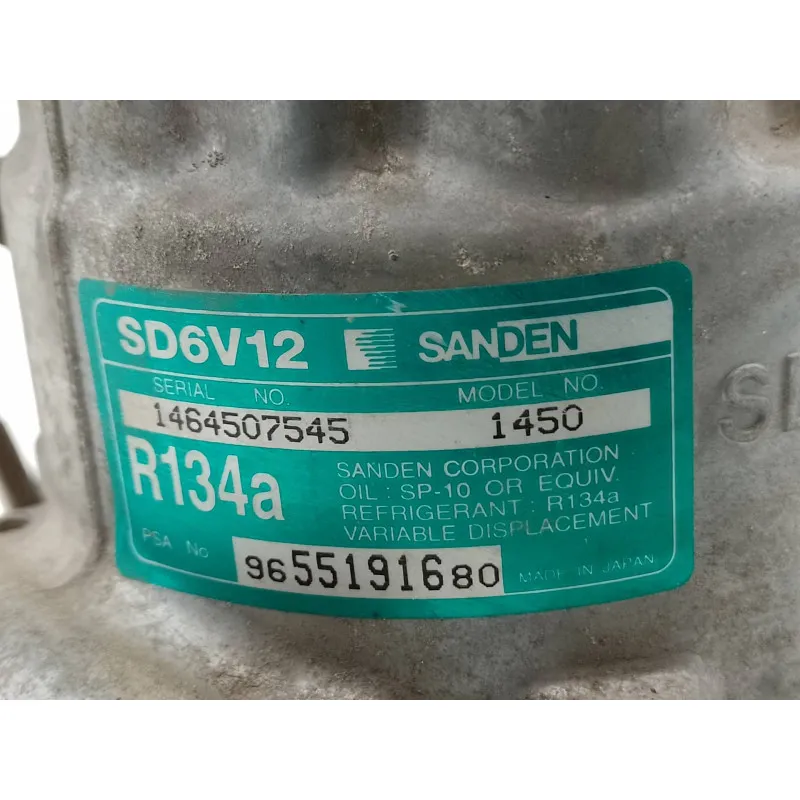 SD6V12 SANDEN
SERIAL NO. MODEL NO.
1464507545 1450
R134a
SANDEN CORPORATION
OIL : SP-10 OR EQUIV.
REFRIGERANT : R134a
VARIABLE DISPLACEMENT
PSA No 9655191680
MADE IN JAPAN